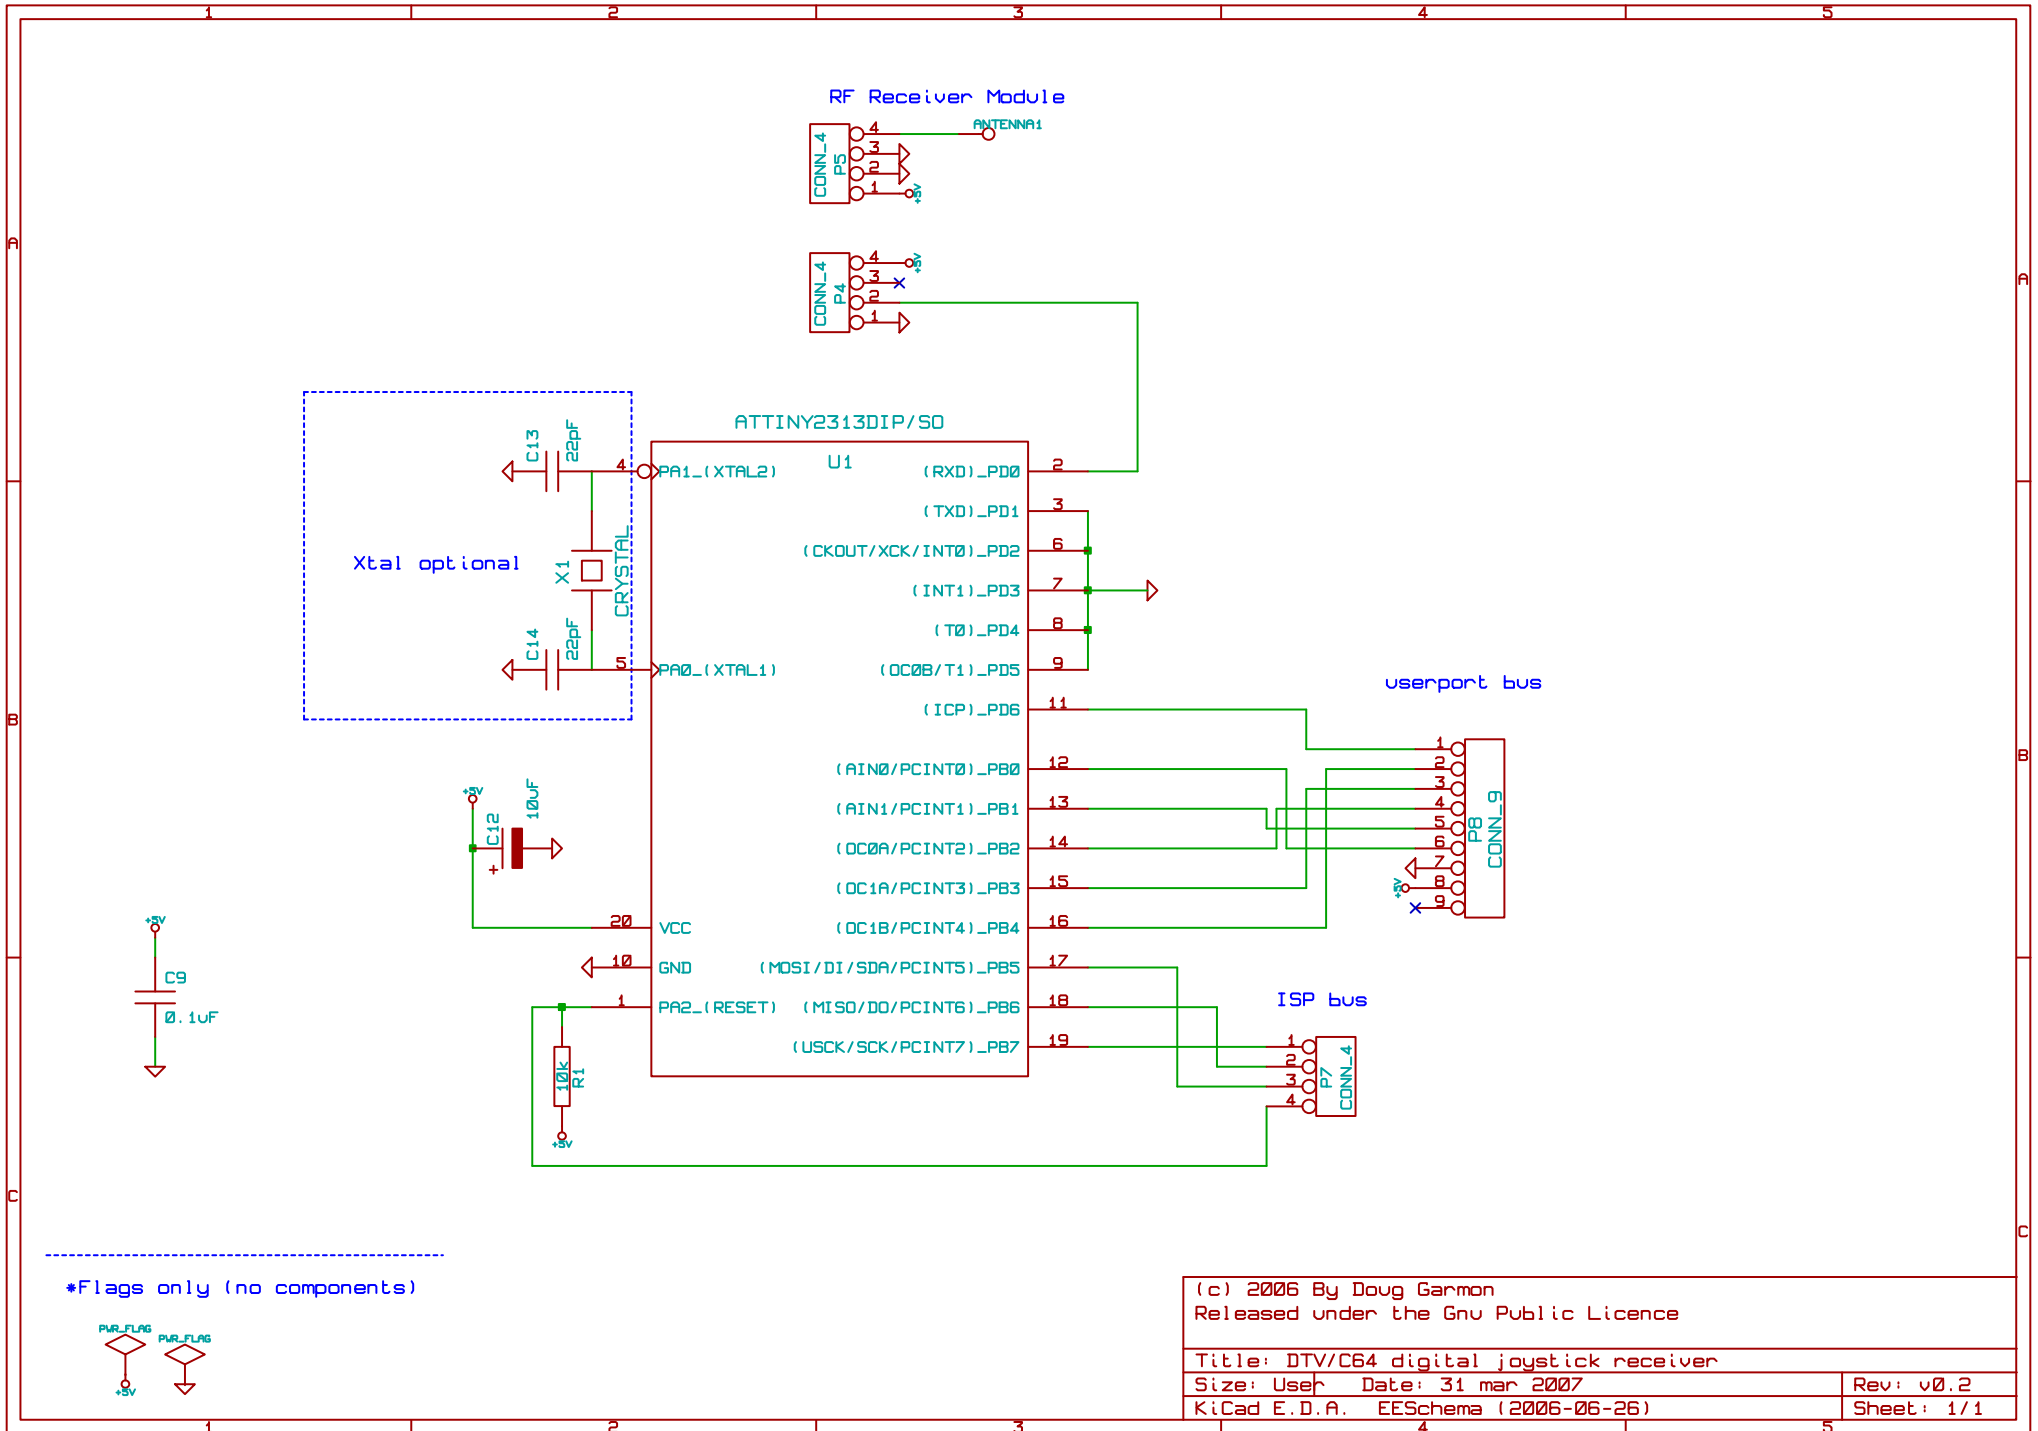 1 2 3 4 5
RF Receiver Module
ANTENNA1
CONN_4
P5
4
3
2
1
+5V
A
A
CONN_4
P4
4
3
2
1
+5V
ATTINY2313DIP/SO
U1
C13
22pF
4 PA1_(XTAL2)
Xtal optional
X1
CRYSTAL
C14
22pF
5 PA0_(XTAL1)
(RXD)_PD0 2
(TXD)_PD1 3
(CKOUT/XCK/INT0)_PD2 6
(INT1)_PD3 7
(T0)_PD4 8
(OC0B/T1)_PD5 9
(ICP)_PD6 11
(AIN0/PCINT0)_PB0 12
(AIN1/PCINT1)_PB1 13
(OC0A/PCINT2)_PB2 14
(OC1A/PCINT3)_PB3 15
(OC1B/PCINT4)_PB4 16
(MOSI/DI/SDA/PCINT5)_PB5 17
(MISO/DO/PCINT6)_PB6 18
(USCK/SCK/PCINT7)_PB7 19
B
B
userport bus
1
2
3
4
5
6
7
8
9
+5V
P8
CONN_9
+5V
C12
10uF
+
20 VCC
10 GND
1 PA2_(RESET)
+5V
C9
0.1uF
10k
R1
+5V
ISP bus
1
2
3
4
P7
CONN_4
C
C
*Flags only (no components)
PWR_FLAG
PWR_FLAG
+5V
(c) 2006 By Doug Garmon
Released under the Gnu Public Licence
Title: DTV/C64 digital joystick receiver
Size: User Date: 31 mar 2007 Rev: v0.2
KiCad E.D.A. EESchema (2006-06-26) Sheet: 1/1
1 2 3 4 5